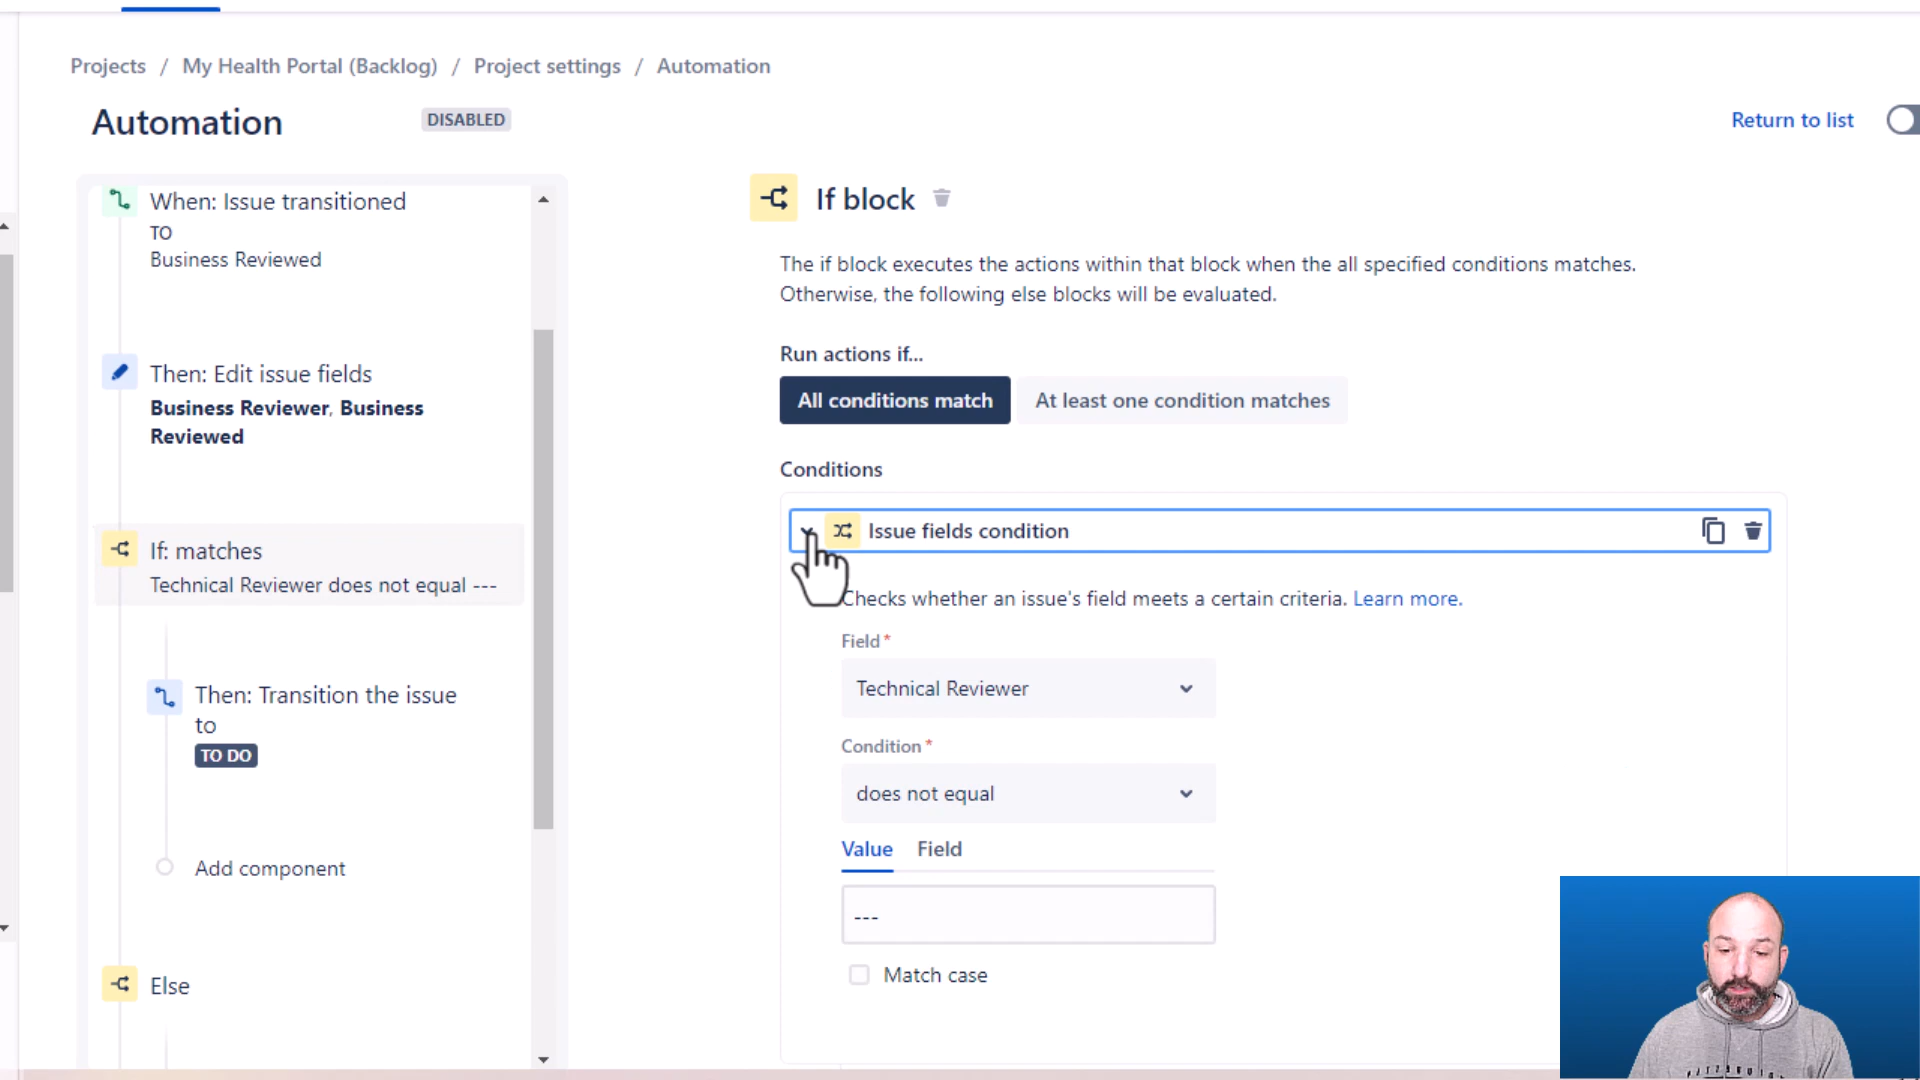 Projects / My Health Portal (Backlog) / Project settings / Automation
Automation
DISABLED
Return to list
When: Issue transitioned
TO
Business Reviewed
Then: Edit issue fields
Business Reviewer, Business
Reviewed
If: matches
Technical Reviewer does not equal ---
Then: Transition the issue
to
TO DO
Add component
Else
If block
The if block executes the actions within that block when the all specified conditions matches.
Otherwise, the following else blocks will be evaluated.
Run actions if...
All conditions match
At least one condition matches
Conditions
Issue fields condition
Checks whether an issue's field meets a certain criteria. Learn more.
Field *
Technical Reviewer
Condition *
does not equal
Value Field
---
Match case